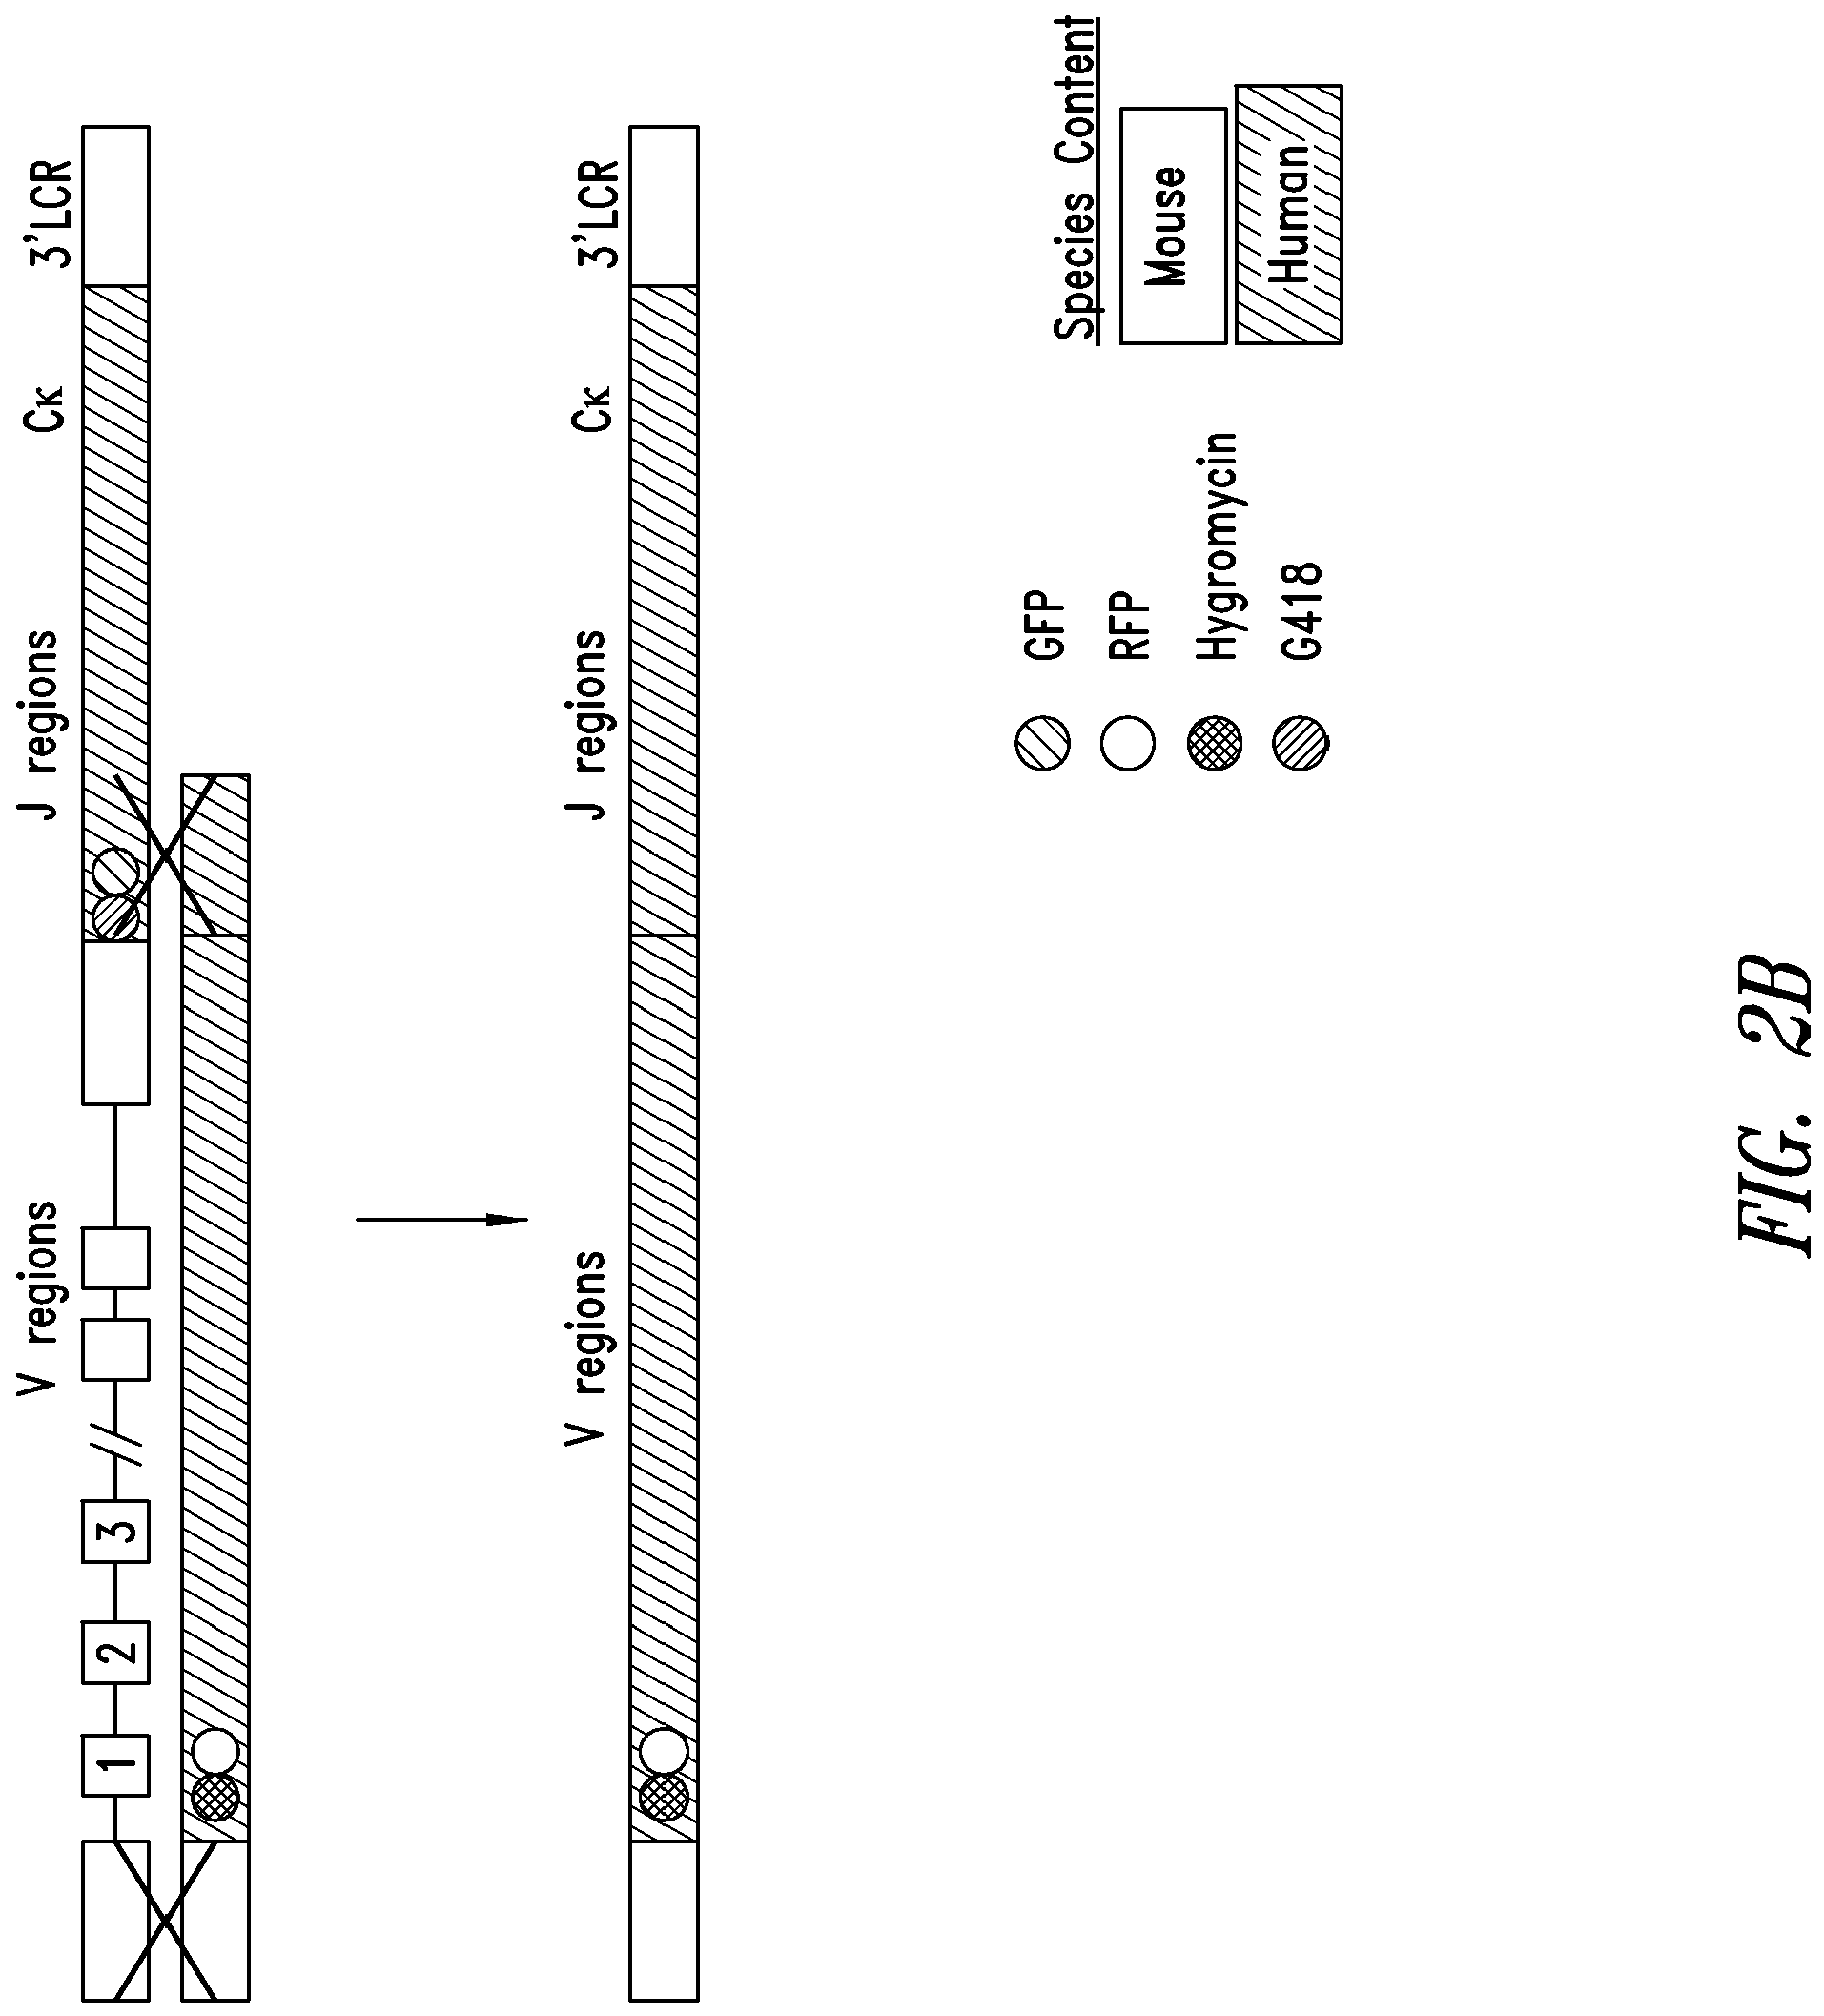 V regions J regions Cκ 3'LCR
1 2 3
V regions J regions Cκ 3'LCR
GFP
RFP
Hygromycin
G418
Species Content
Mouse
Human
FIG. 2B